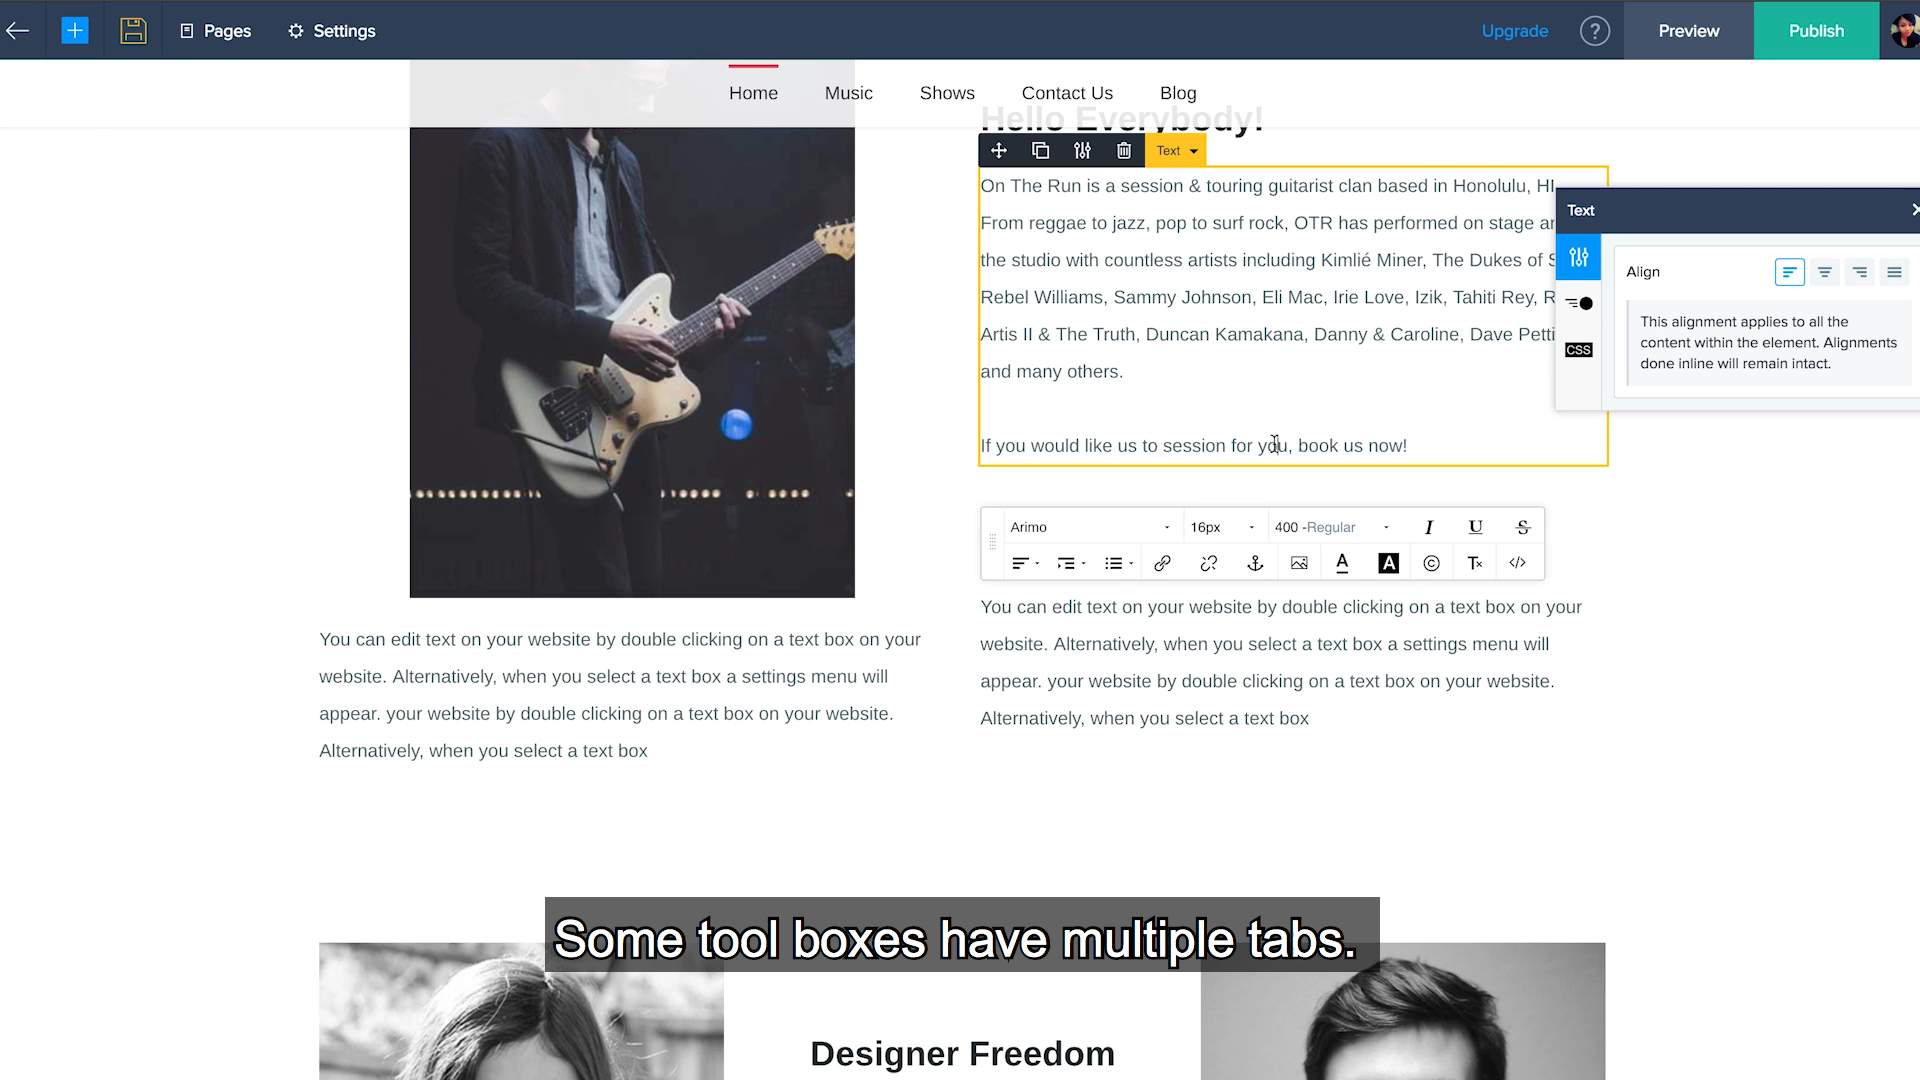 Pages
Settings
Upgrade
?
Preview
Publish
Home
Music
Shows
Contact Us
Blog
Hello Everybody!
Text
On The Run is a session & touring guitarist clan based in Honolulu, HI
From reggae to jazz, pop to surf rock, OTR has performed on stage
the studio with countless artists including Kimlié Miner, The Dukes of
Rebel Williams, Sammy Johnson, Eli Mac, Irie Love, Izik, Tahiti Rey,
Artis II & The Truth, Duncan Kamakana, Danny & Caroline, Dave
and many others.
If you would like us to session for you, book us now!
Text
Align
This alignment applies to all the
content within the element. Alignments
done inline will remain intact.
CSS
Arimo
16px
400 -Regular
I U S
A A © Tx </>
You can edit text on your website by double clicking on a text box on your
website. Alternatively, when you select a text box a settings menu will
appear. your website by double clicking on a text box on your website.
Alternatively, when you select a text box
You can edit text on your website by double clicking on a text box on your
website. Alternatively, when you select a text box a settings menu will
appear. your website by double clicking on a text box on your website.
Alternatively, when you select a text box
Some tool boxes have multiple tabs.
Designer Freedom